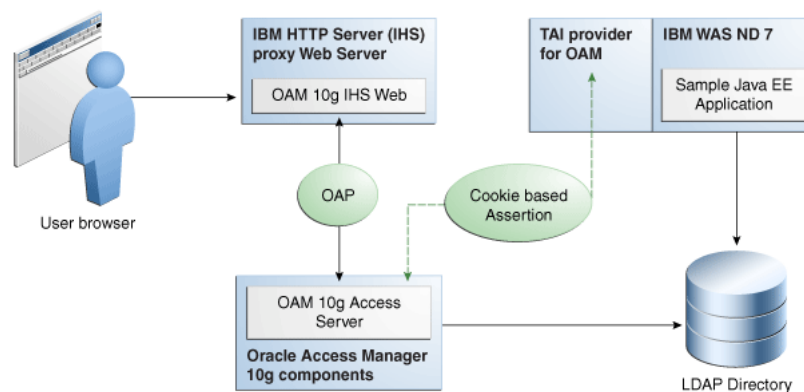 IBM HTTP Server (IHS)
proxy Web Server
OAM 10g IHS Web
TAI provider
for OAM
IBM WAS ND 7
Sample Java EE
Application
User browser
OAP
Cookie based
Assertion
OAM 10g Access
Server
Oracle Access Manager
10g components
LDAP Directory